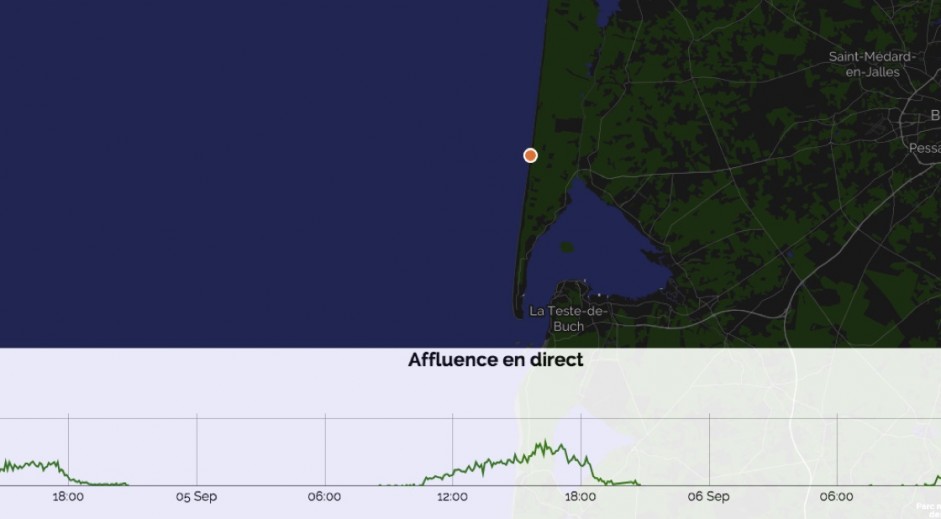 Saint-Médard-
en-Jalles
B
Pessa
La Teste-de-
Buch
Affluence en direct
18:00 05 Sep 06:00 12:00 18:00 06 Sep 06:00